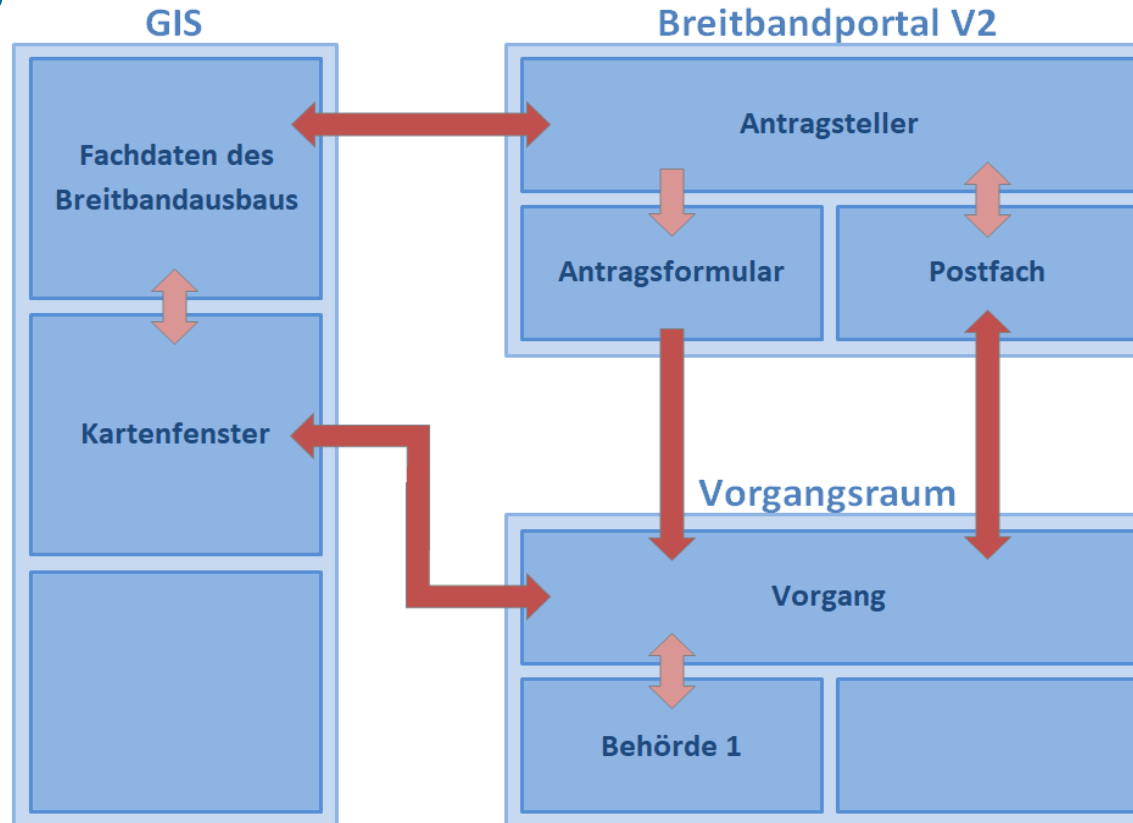 GIS
Breitbandportal V2
Fachdaten des
Breitbandausbaus
Antragsteller
Antragsformular
Postfach
Kartenfenster
Vorgangsraum
Vorgang
Behörde 1